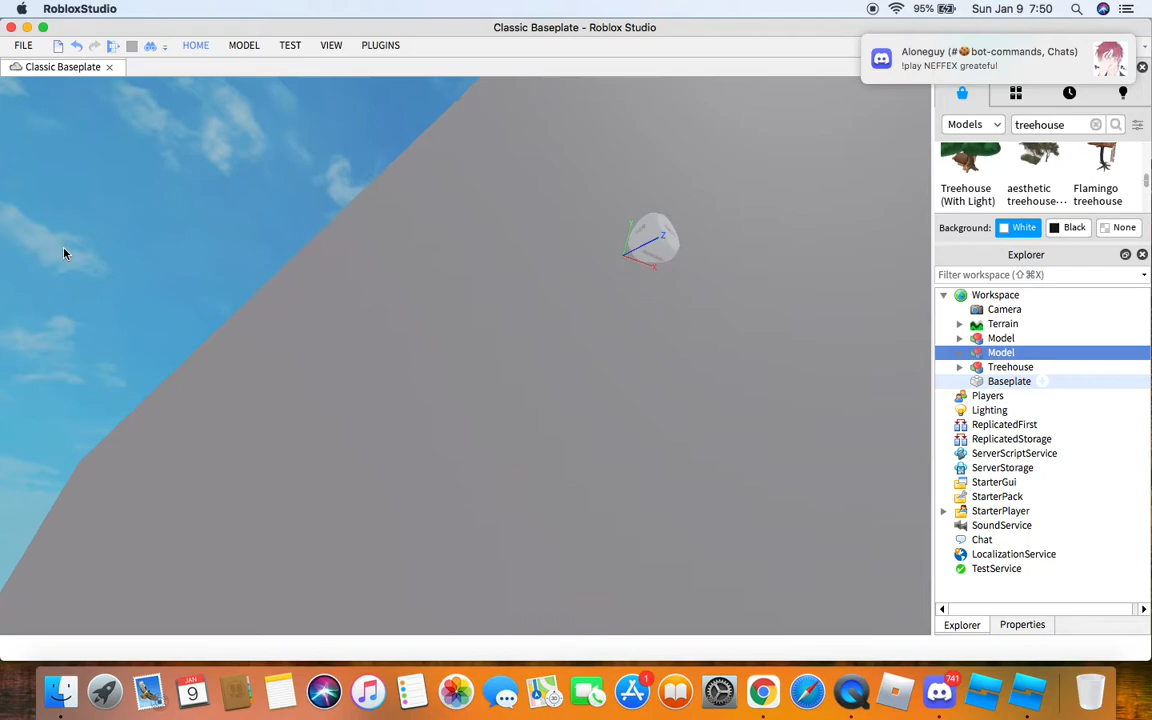 RobloxStudio
95%
Sun Jan 9 7:50
Classic Baseplate - Roblox Studio
FILE
HOME
MODEL
TEST
VIEW
PLUGINS
Aloneguy (#🍪bot-commands, Chats)
!play NEFFEX greateful
Classic Baseplate
Models
treehouse
Treehouse
(With Light)
aesthetic
treehouse⋯
Flamingo
treehouse
Background:
White
Black
None
Explorer
Filter workspace (⇧⌘X)
Workspace
Camera
Terrain
Model
Model
Treehouse
Baseplate
Players
Lighting
ReplicatedFirst
ReplicatedStorage
ServerScriptService
ServerStorage
StarterGui
StarterPack
StarterPlayer
SoundService
Chat
LocalizationService
TestService
Explorer
Properties
Y
Z
X
JAN
9
1
741